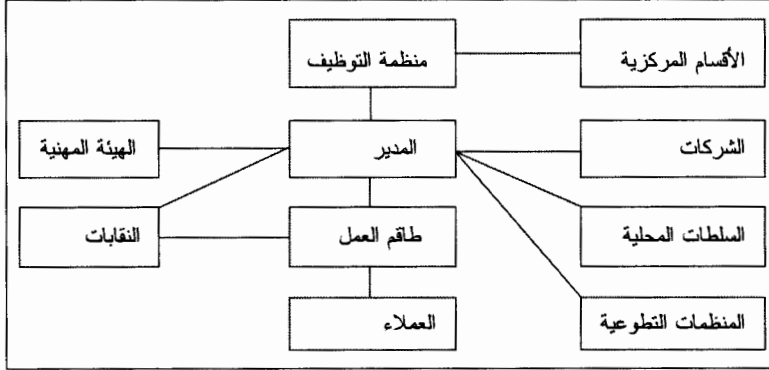 الأقسام المركزية
منظمة التوظيف
الشركات
المدير
الهيئة المهنية
السلطات المحلية
طاقم العمل
النقابات
المنظمات التطوعية
العملاء